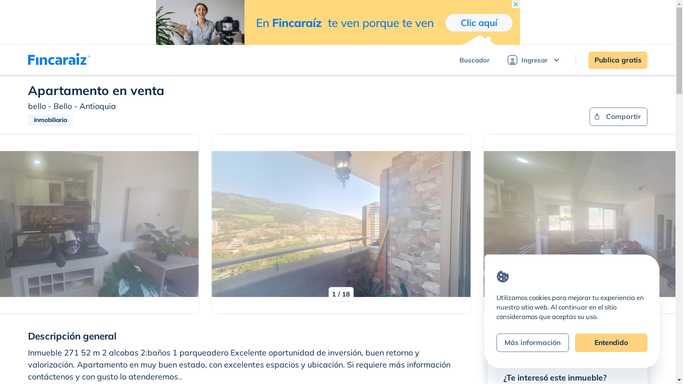 En Fincaraíz te ven porque te ven
Clic aquí
Fincaraiz
Buscador
Ingresar
Publica gratis
Apartamento en venta
bello - Bello - Antioquia
Inmobiliaria
Compartir
1 / 18
Utilizamos cookies para mejorar tu experiencia en
nuestro sitio web. Al continuar en el sitio
consideramos que aceptas su uso.
Más información
Entendido
Descripción general
Inmueble 271 52 m 2 alcobas 2:baños 1 parqueadero Excelente oportunidad de inversión, buen retorno y
valorización. Apartamento en muy buen estado, con excelentes espacios y ubicación. Si requiere más información
contáctenos y con gusto lo atenderemos..
¿Te interesó este inmueble?